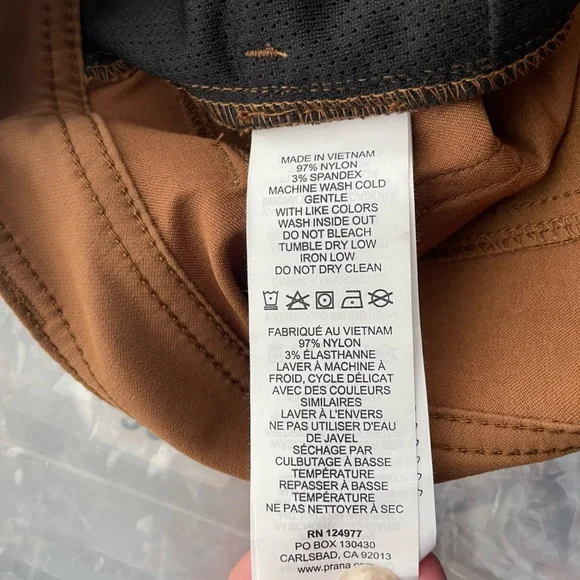 MADE IN VIETNAM
97% NYLON
3% SPANDEX
MACHINE WASH COLD
GENTLE
WITH LIKE COLORS
WASH INSIDE OUT
DO NOT BLEACH
TUMBLE DRY LOW
IRON LOW
DO NOT DRY CLEAN
FABRIQUÉ AU VIETNAM
97% NYLON
3% ÉLASTHANNE
LAVER À MACHINE À
FROID, CYCLE DÉLICAT
AVEC DES COULEURS
SIMILAIRES
LAVER À L'ENVERS
NE PAS UTILISER D'EAU
DE JAVEL
SÉCHAGE PAR
CULBUTAGE À BASSE
TEMPÉRATURE
REPASSER À BASSE
TEMPÉRATURE
NE PAS NETTOYER À SEC
RN 124977
PO BOX 130430
CARLSBAD, CA 92013
www.prana.com